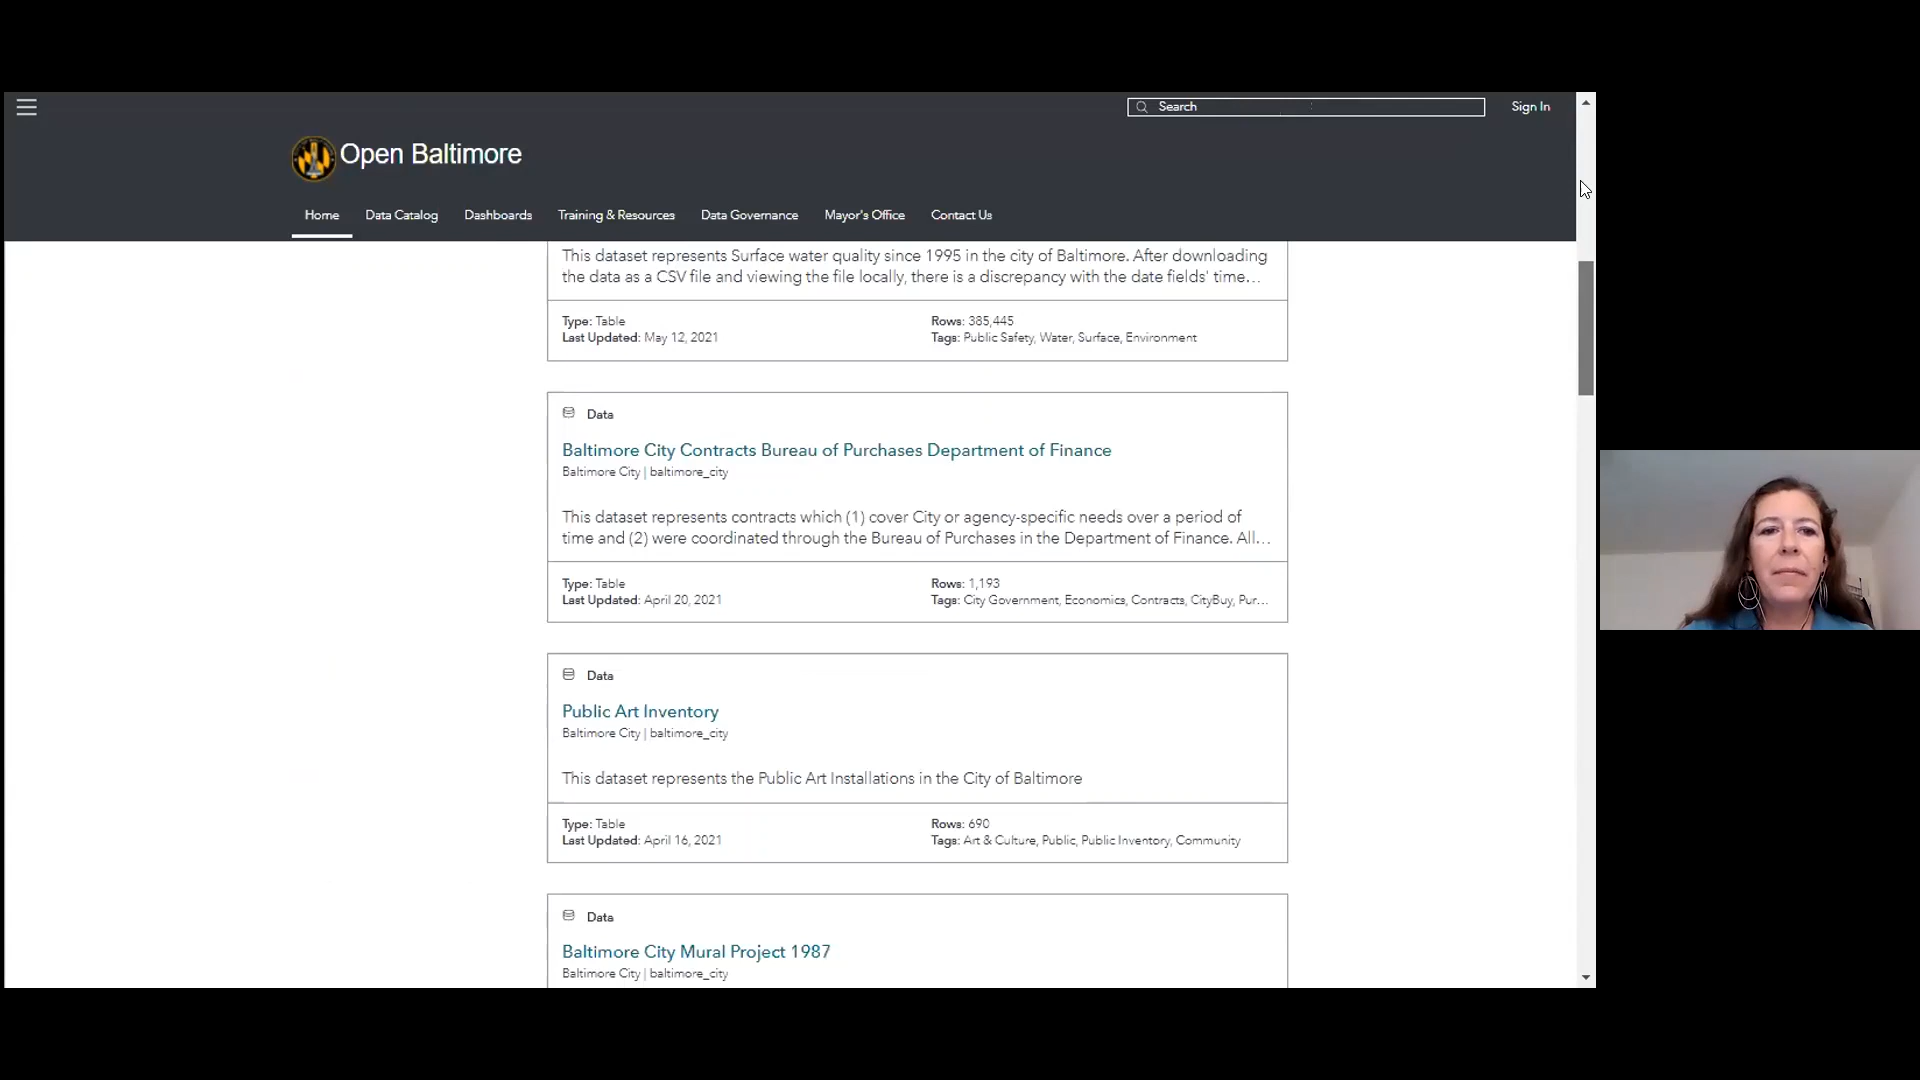 Search
Sign In
Open Baltimore
Home Data Catalog Dashboards Training & Resources Data Governance Mayor's Office Contact Us
This dataset represents Surface water quality since 1995 in the city of Baltimore. After downloading
the data as a CSV file and viewing the file locally, there is a discrepancy with the date fields' time...
Type: Table
Last Updated: May 12, 2021
Rows: 385,445
Tags: Public Safety, Water, Surface, Environment
Data
Baltimore City Contracts Bureau of Purchases Department of Finance
Baltimore City | baltimore_city
This dataset represents contracts which (1) cover City or agency-specific needs over a period of
time and (2) were coordinated through the Bureau of Purchases in the Department of Finance. All...
Type: Table
Last Updated: April 20, 2021
Rows: 1,193
Tags: City Government, Economics, Contracts, CityBuy, Pur...
Data
Public Art Inventory
Baltimore City | baltimore_city
This dataset represents the Public Art Installations in the City of Baltimore
Type: Table
Last Updated: April 16, 2021
Rows: 690
Tags: Art & Culture, Public, Public Inventory, Community
Data
Baltimore City Mural Project 1987
Baltimore City | baltimore_city